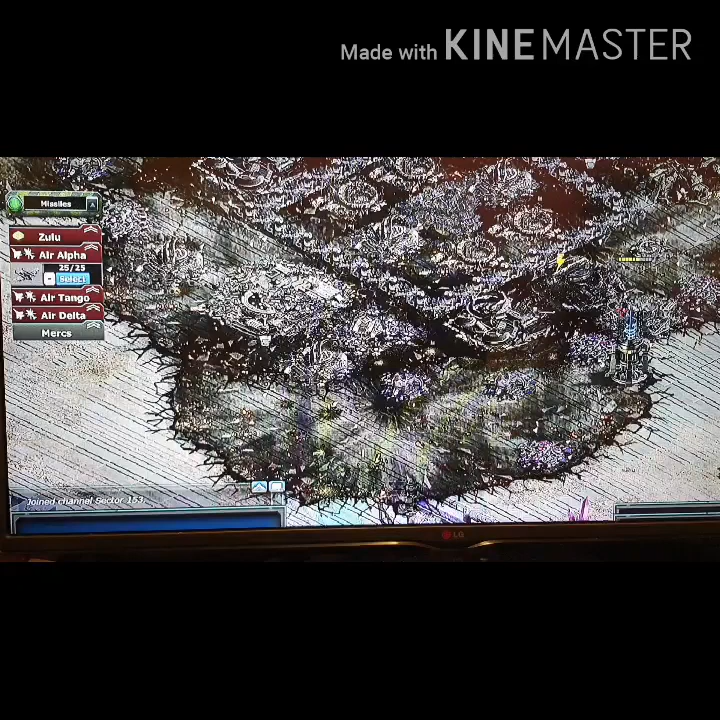 Made with KINEMASTER
Missiles
Zulu
Air Alpha
25/25
Select
Air Tango
Air Delta
Mercs
Joined channel Sector 153.
LG